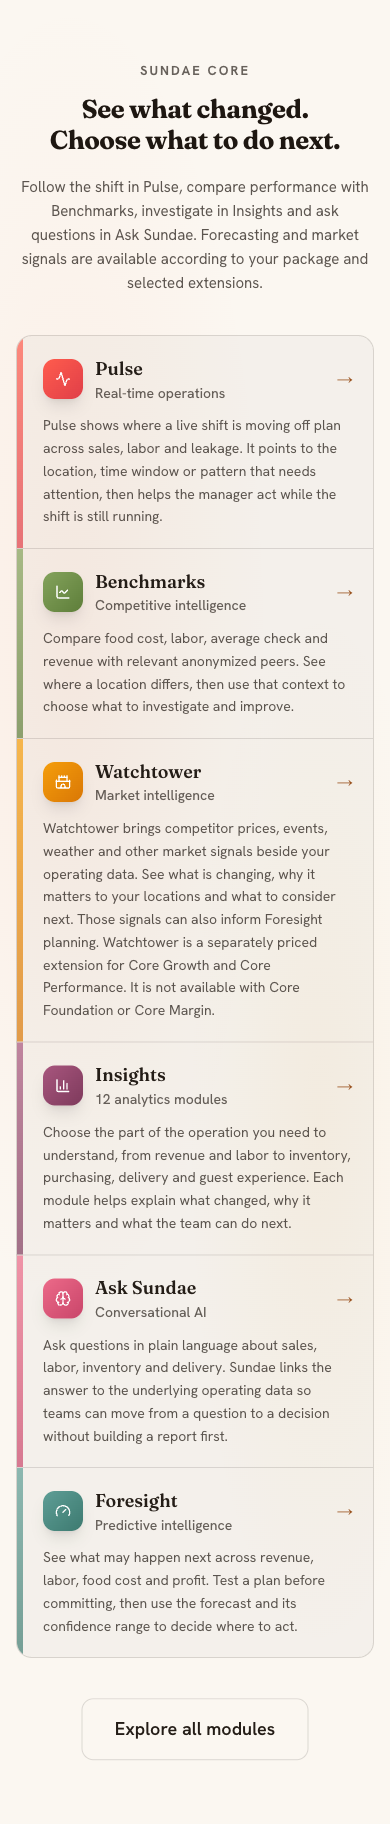 SUNDAE CORE
See what changed.
Choose what to do next.
Follow the shift in Pulse, compare performance with
Benchmarks, investigate in Insights and ask
questions in Ask Sundae. Forecasting and market
signals are available according to your package and
selected extensions.
Pulse
→
Real-time operations
Pulse shows where a live shift is moving off plan
across sales, labor and leakage. It points to the
location, time window or pattern that needs
attention, then helps the manager act while the
shift is still running.
Benchmarks
→
Competitive intelligence
Compare food cost, labor, average check and
revenue with relevant anonymized peers. See
where a location differs, then use that context to
choose what to investigate and improve.
Watchtower
→
Market intelligence
Watchtower brings competitor prices, events,
weather and other market signals beside your
operating data. See what is changing, why it
matters to your locations and what to consider
next. Those signals can also inform Foresight
planning. Watchtower is a separately priced
extension for Core Growth and Core
Performance. It is not available with Core
Foundation or Core Margin.
Insights
→
12 analytics modules
Choose the part of the operation you need to
understand, from revenue and labor to inventory,
purchasing, delivery and guest experience. Each
module helps explain what changed, why it
matters and what the team can do next.
Ask Sundae
→
Conversational AI
Ask questions in plain language about sales,
labor, inventory and delivery. Sundae links the
answer to the underlying operating data so
teams can move from a question to a decision
without building a report first.
Foresight
→
Predictive intelligence
See what may happen next across revenue,
labor, food cost and profit. Test a plan before
committing, then use the forecast and its
confidence range to decide where to act.
Explore all modules